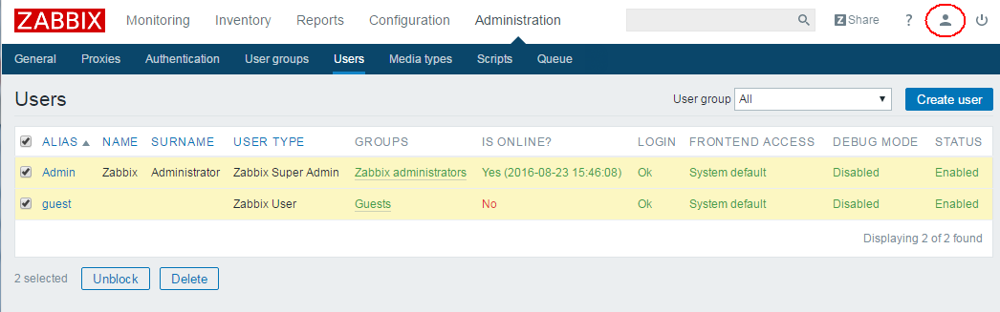 ZABBIX Monitoring Inventory Reports Configuration Administration Z Share ?
General Proxies Authentication User groups Users Media types Scripts Queue
Users User group All Create user
ALIAS NAME SURNAME USER TYPE GROUPS IS ONLINE? LOGIN FRONTEND ACCESS DEBUG MODE STATUS
Admin Zabbix Administrator Zabbix Super Admin Zabbix administrators Yes (2016-08-23 15:46:08) Ok System default Disabled Enabled
guest Zabbix User Guests No Ok System default Disabled Enabled
Displaying 2 of 2 found
2 selected Unblock Delete